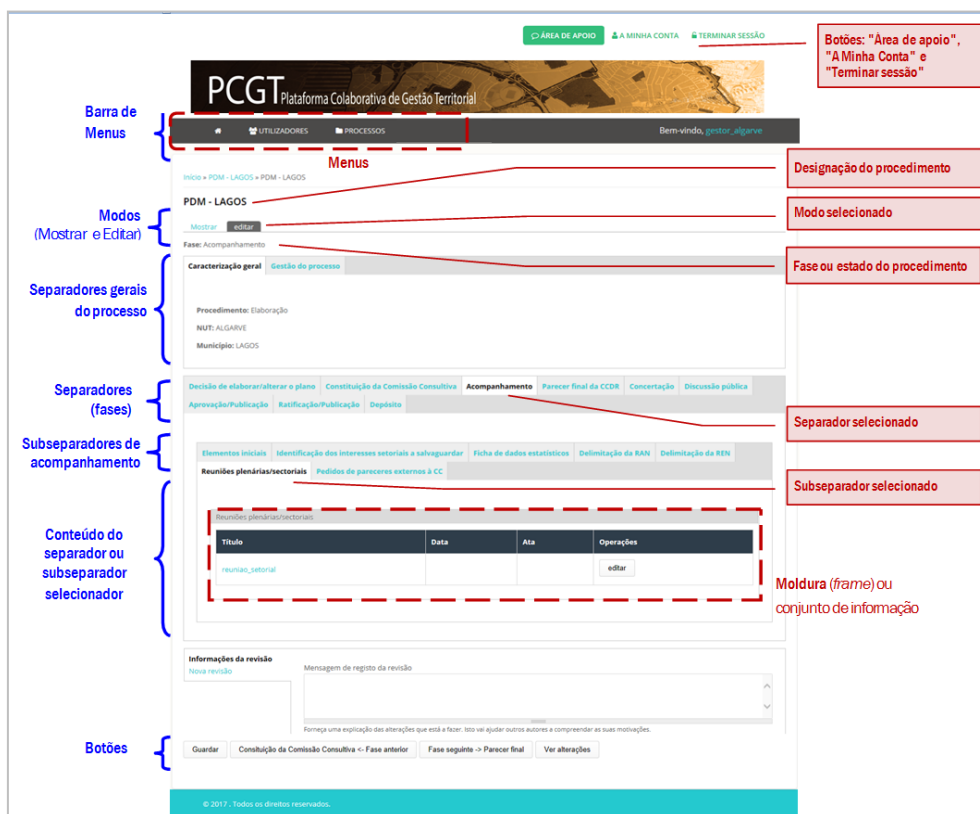 ÁREA DE APOIO A MINHA CONTA TERMINAR SESSÃO
Botões: "Área de apoio",
"A Minha Conta" e
"Terminar sessão"
PCGT Plataforma Colaborativa de Gestão Territorial
Barra de
Menus
UTILIZADORES PROCESSOS Bem-vindo, gestor_algarve
Menus
Início » PDM - LAGOS » PDM - LAGOS
Designação do procedimento
PDM - LAGOS
Modos
(Mostrar e Editar)
Mostrar editar
Modo selecionado
Fase: Acompanhamento
Fase ou estado do procedimento
Caracterização geral Gestão do processo
Separadores gerais
do processo
Procedimento: Elaboração
NUT: ALGARVE
Município: LAGOS
Separadores
(fases)
Decisão de elaborar/alterar o plano Constituição da Comissão Consultiva Acompanhamento Parecer final da CCDR Concertação Discussão pública
Aprovação/Publicação Ratificação/Publicação Depósito
Separador selecionado
Subseparadores de
acompanhamento
Elementos iniciais Identificação dos interesses setoriais a salvaguardar Ficha de dados estatísticos Delimitação da RAN Delimitação da REN
Reuniões plenárias/sectoriais Pedidos de pareceres externos à CC
Subseparador selecionado
Conteúdo do
separador ou
subseparador
selecionador
Reuniões plenárias/sectoriais
Título Data Ata Operações
reuniao_setorial editar
Moldura (frame) ou
conjunto de informação
Informações da revisão
Nova revisão
Mensagem de registo da revisão
Forneça uma explicação das alterações que está a fazer. Isto vai ajudar outros autores a compreender as suas motivações.
Botões
Guardar Consituição da Comissão Consultiva <- Fase anterior Fase seguinte -> Parecer final Ver alterações
© 2017 . Todos os direitos reservados.